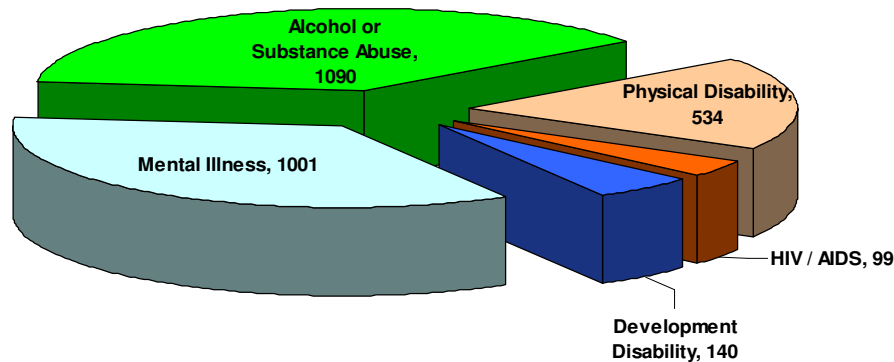 Alcohol or
Substance Abuse,
1090
Physical Disability,
534
Mental Illness, 1001
HIV / AIDS, 99
Development
Disability, 140